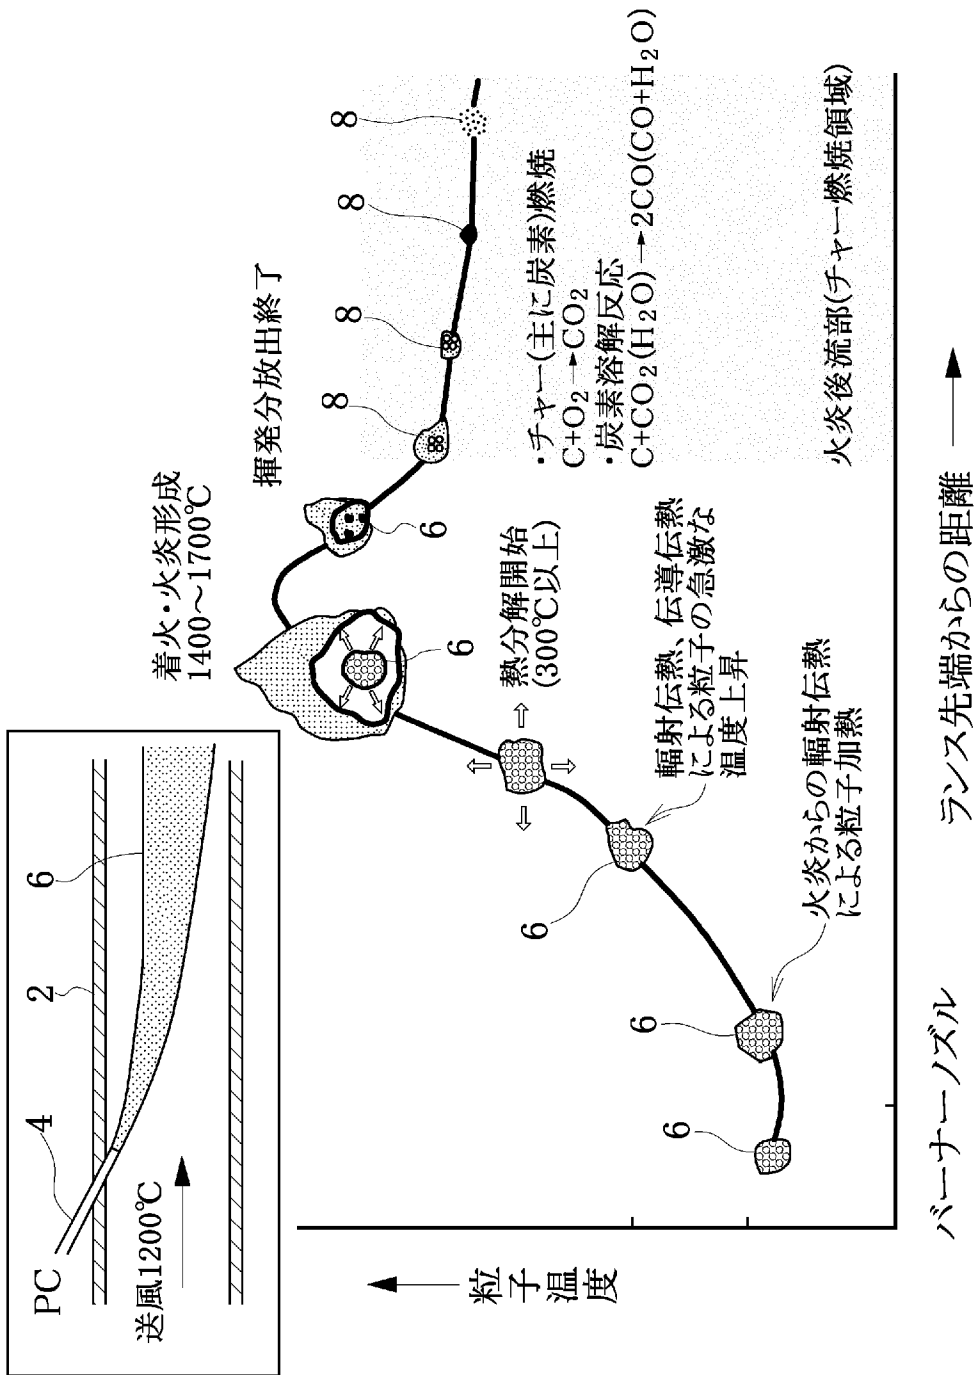 PC
4
2
6
送風1200℃
着火・火炎形成
1400～1700℃
揮発分放出終了
8
8
8
8
6
6
熱分解開始
(300℃以上)
・チャー(主に炭素)燃焼
C+O₂→CO₂
・炭素溶解反応
C+CO₂(H₂O)→2CO(CO+H₂O)
輻射伝熱、伝導伝熱
による粒子の急激な
温度上昇
6
6
6
火炎からの輻射伝熱
による粒子加熱
火炎後流部(チャー燃焼領域)
粒子温度
バーナーノズル
ランス先端からの距離